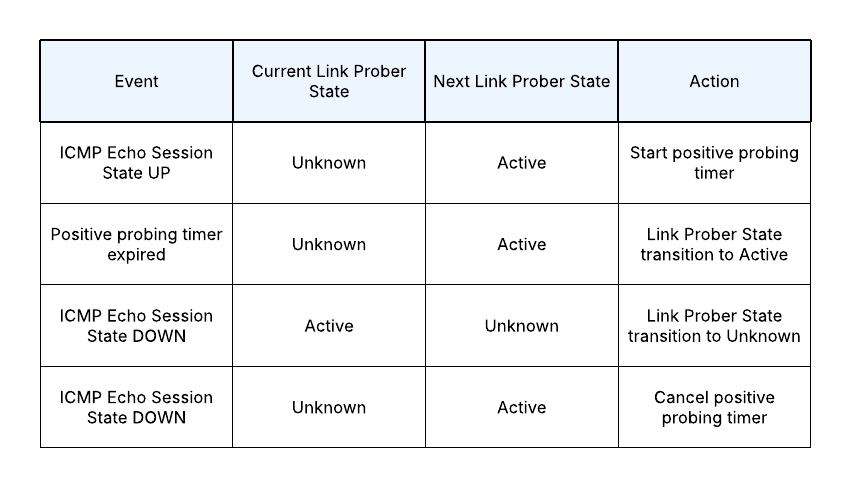 Event
Current Link Prober
State
Next Link Prober State
Action
ICMP Echo Session
State UP
Unknown
Active
Start positive probing
timer
Positive probing timer
expired
Unknown
Active
Link Prober State
transition to Active
ICMP Echo Session
State DOWN
Active
Unknown
Link Prober State
transition to Unknown
ICMP Echo Session
State DOWN
Unknown
Active
Cancel positive
probing timer